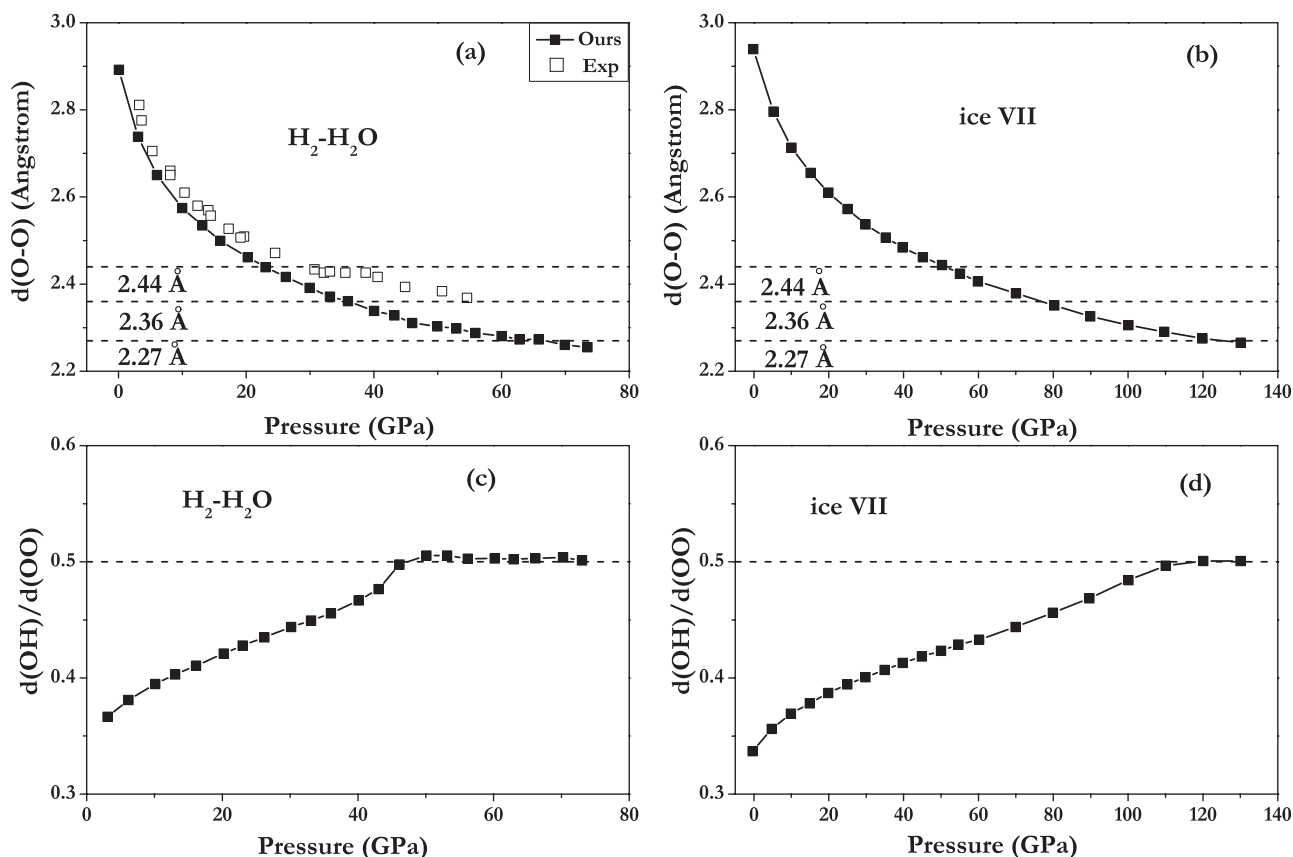 3.0
2.8
2.6
2.4
2.2
d(O-O) (Angstrom)
(a)
Ours
Exp
H₂-H₂O
2.44 Å
2.36 Å
2.27 Å
0 20 40 60 80
Pressure (GPa)
3.0
2.8
2.6
2.4
2.2
d(O-O) (Angstrom)
(b)
ice VII
2.44 Å
2.36 Å
2.27 Å
0 20 40 60 80 100 120 140
Pressure (GPa)
0.6
0.5
0.4
0.3
d(OH)/d(OO)
(c)
H₂-H₂O
0 20 40 60 80
Pressure (GPa)
0.6
0.5
0.4
0.3
d(OH)/d(OO)
(d)
ice VII
0 20 40 60 80 100 120 140
Pressure (GPa)